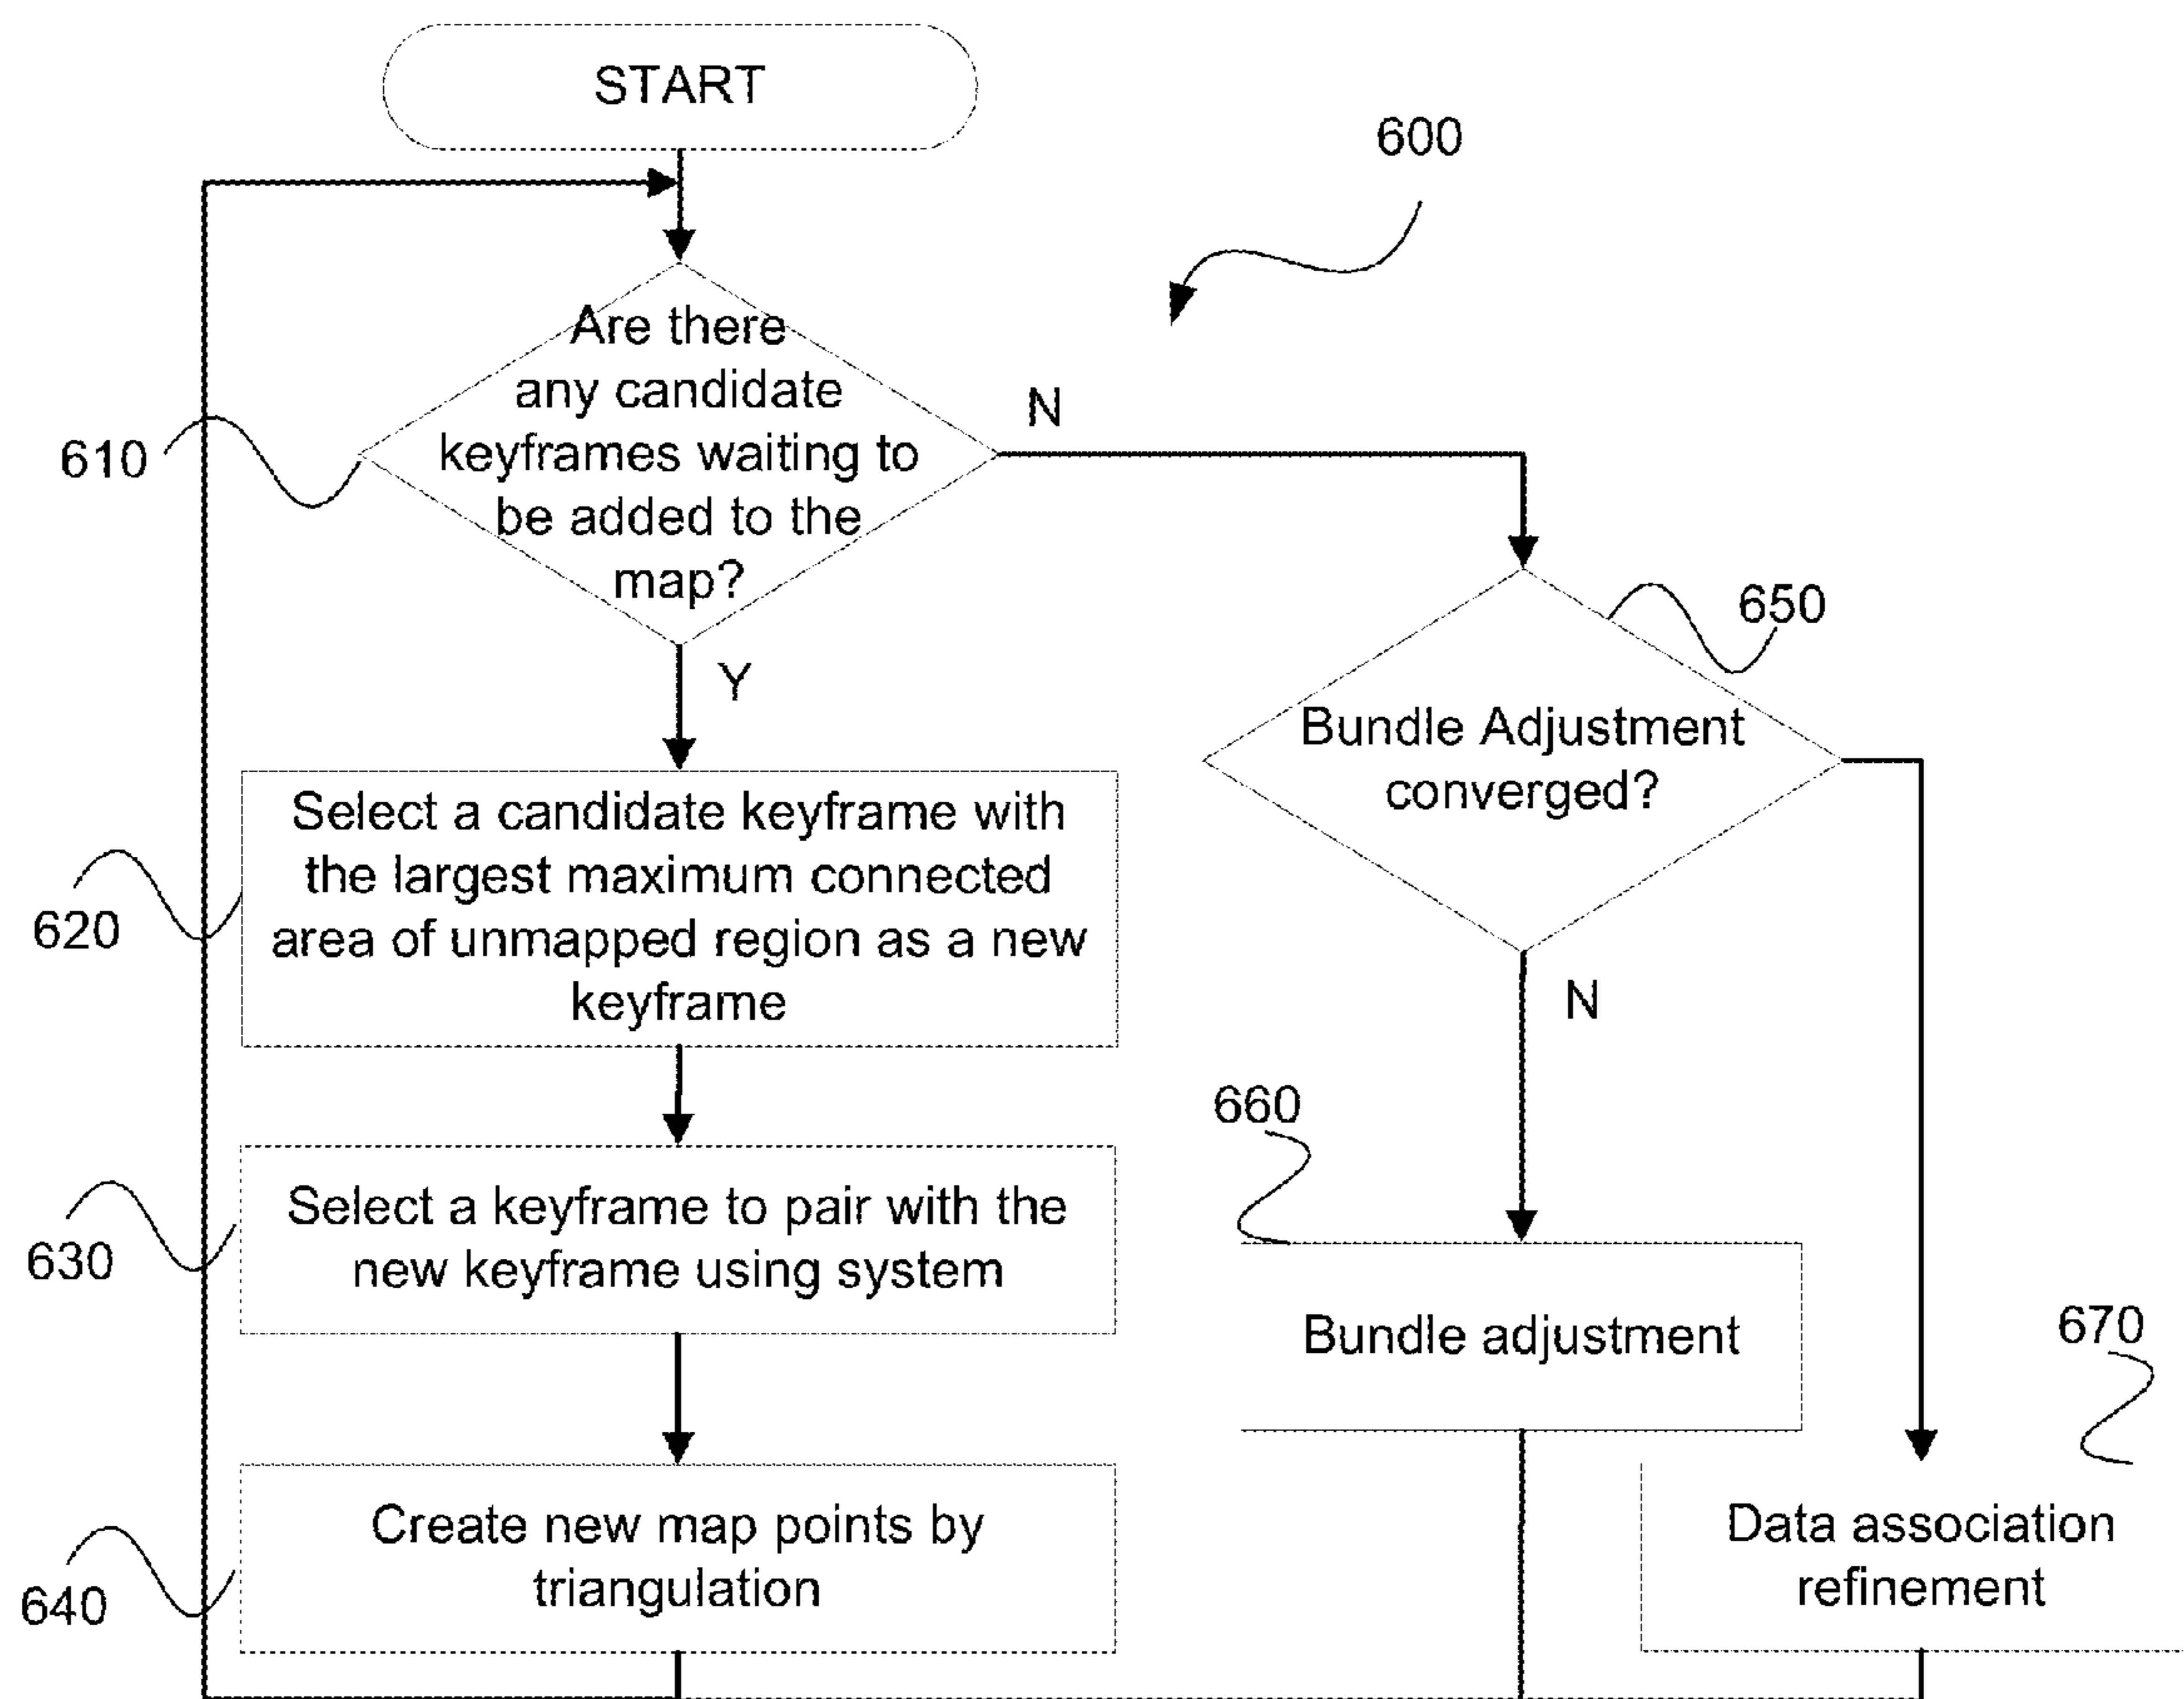 START
600
Are there
any candidate
keyframes waiting to
be added to the
map?
N
610
Y
650
Bundle Adjustment
converged?
Select a candidate keyframe with
the largest maximum connected
area of unmapped region as a new
keyframe
620
N
660
Select a keyframe to pair with the
new keyframe using system
630
Bundle adjustment
670
Create new map points by
triangulation
640
Data association
refinement